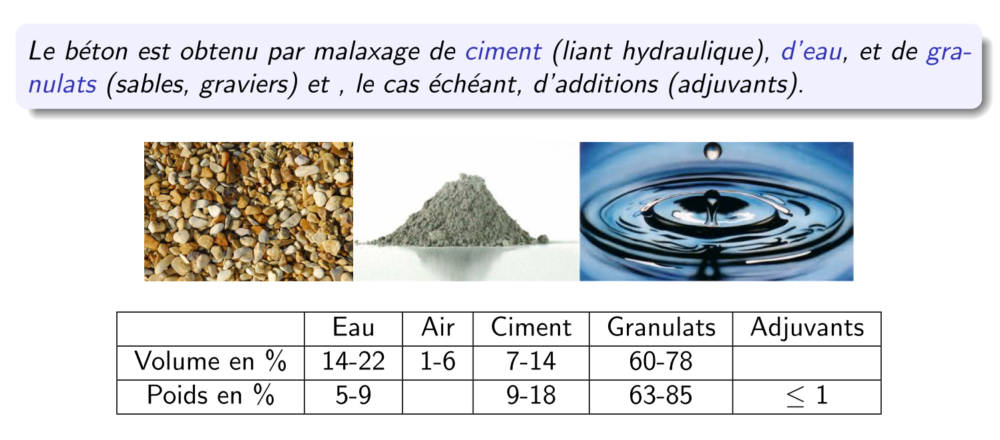 Le béton est obtenu par malaxage de ciment (liant hydraulique), d'eau, et de gra-
nulats (sables, graviers) et , le cas échéant, d'additions (adjuvants).
Eau Air Ciment Granulats Adjuvants
Volume en % 14-22 1-6 7-14 60-78
Poids en % 5-9 9-18 63-85 ≤ 1